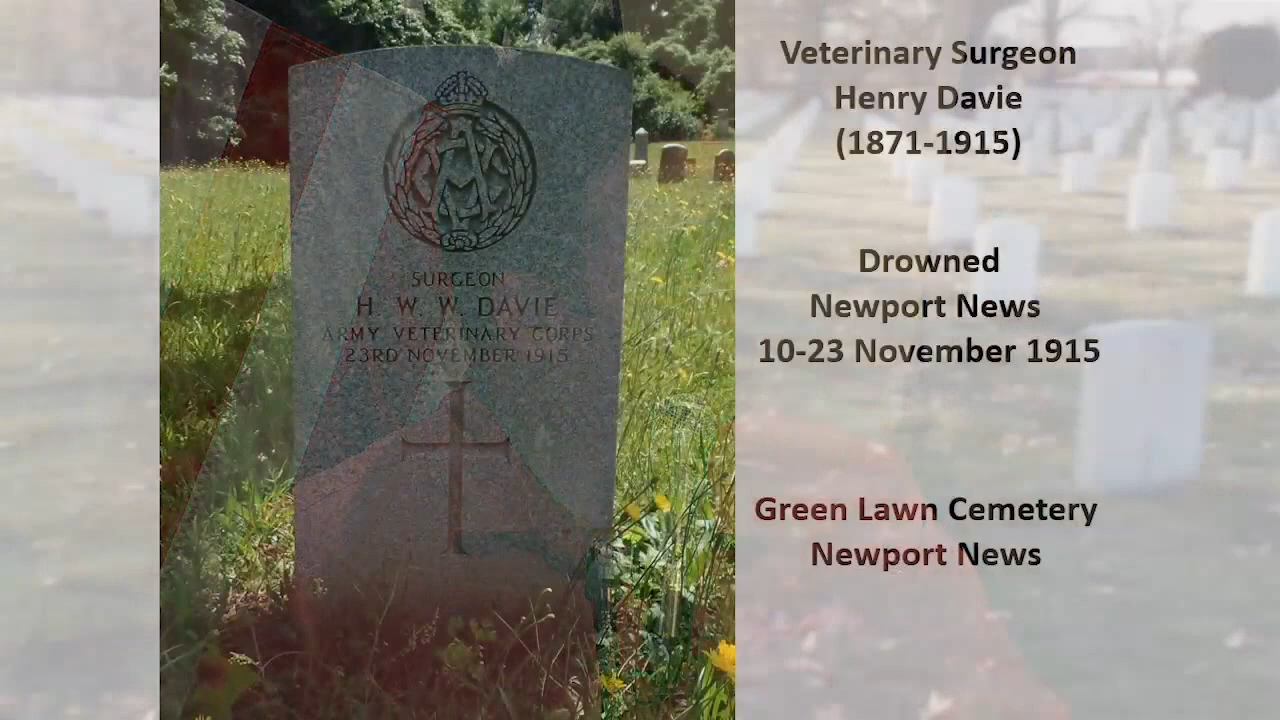 SURGEON
H. W. W. DAVIE
ARMY VETERINARY CORPS
23RD NOVEMBER 1915
Veterinary Surgeon
Henry Davie
(1871-1915)
Drowned
Newport News
10-23 November 1915
Green Lawn Cemetery
Newport News